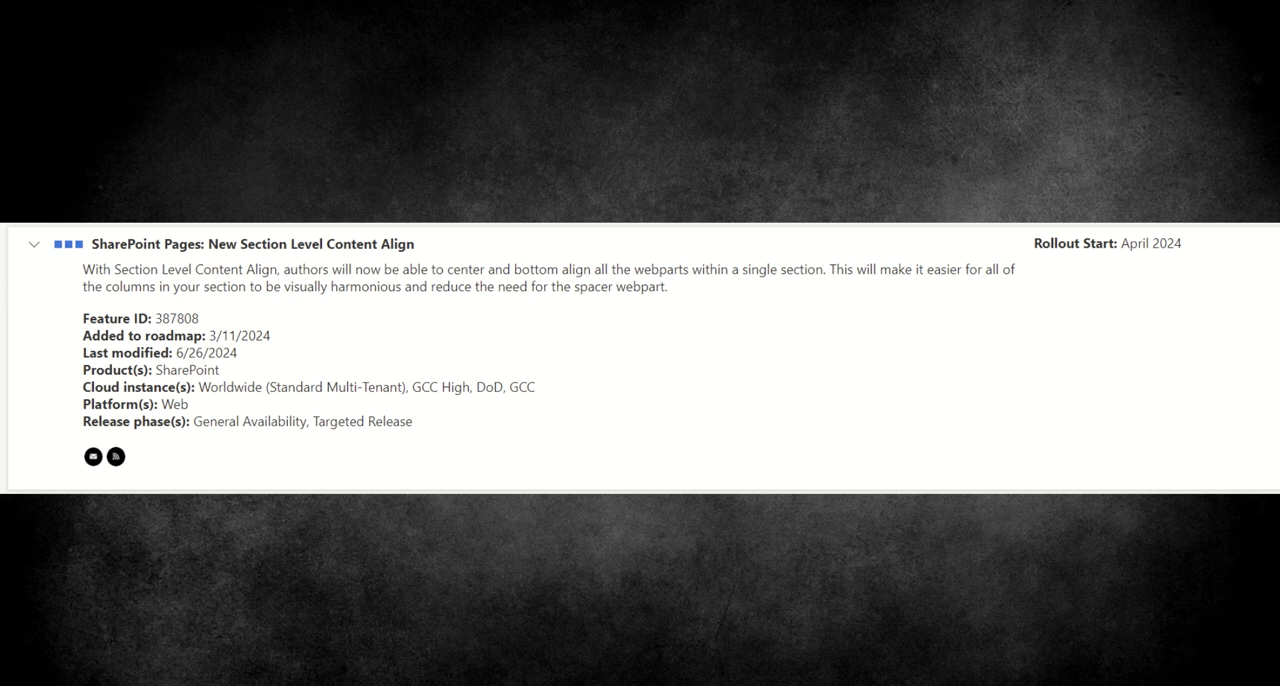 SharePoint Pages: New Section Level Content Align
Rollout Start: April 2024
With Section Level Content Align, authors will now be able to center and bottom align all the webparts within a single section. This will make it easier for all of
the columns in your section to be visually harmonious and reduce the need for the spacer webpart.
Feature ID: 387808
Added to roadmap: 3/11/2024
Last modified: 6/26/2024
Product(s): SharePoint
Cloud instance(s): Worldwide (Standard Multi-Tenant), GCC High, DoD, GCC
Platform(s): Web
Release phase(s): General Availability, Targeted Release